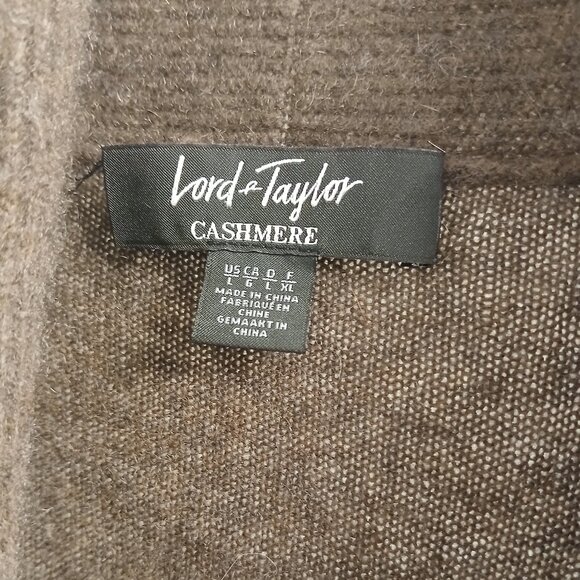 Lord & Taylor
CASHMERE
US CA D F
L G L XL
MADE IN CHINA
FABRIQUÉ EN
CHINE
GEMAAKT IN
CHINA